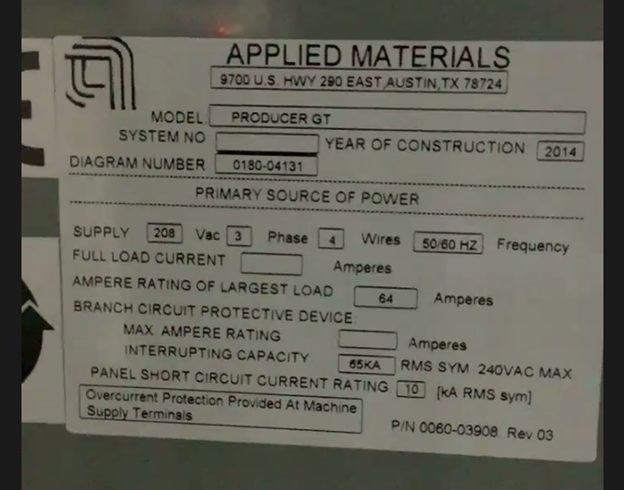 APPLIED MATERIALS
9700 U.S. HWY 290 EAST,AUSTIN,TX 78724
MODEL PRODUCER GT
SYSTEM NO YEAR OF CONSTRUCTION 2014
DIAGRAM NUMBER 0180-04131
PRIMARY SOURCE OF POWER
SUPPLY 208 Vac 3 Phase 4 Wires 50/60 HZ Frequency
FULL LOAD CURRENT Amperes
AMPERE RATING OF LARGEST LOAD 64 Amperes
BRANCH CIRCUIT PROTECTIVE DEVICE:
MAX AMPERE RATING Amperes
INTERRUPTING CAPACITY 65KA RMS SYM 240VAC MAX
PANEL SHORT CIRCUIT CURRENT RATING 10 [kA RMS sym]
Overcurrent Protection Provided At Machine
Supply Terminals
P/N 0060-03908 Rev 03